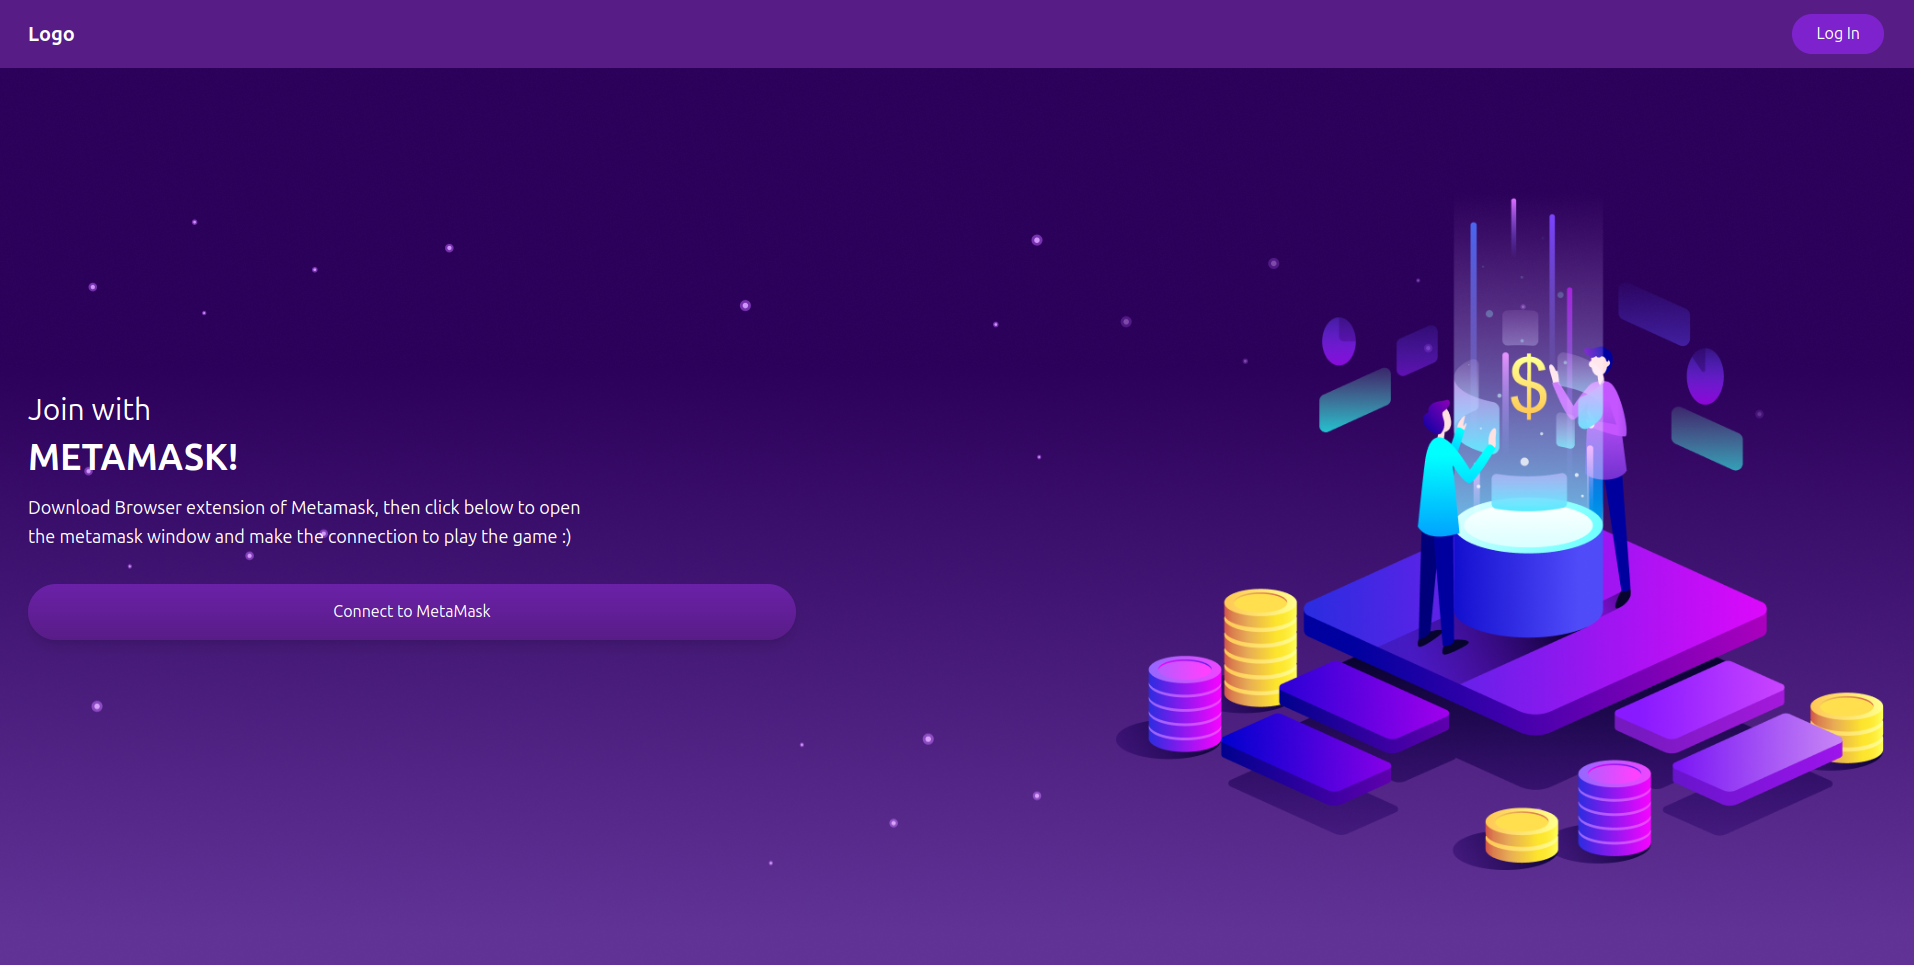 Logo
Log In
Join with
METAMASK!
Download Browser extension of Metamask, then click below to open
the metamask window and make the connection to play the game :)
Connect to MetaMask
$